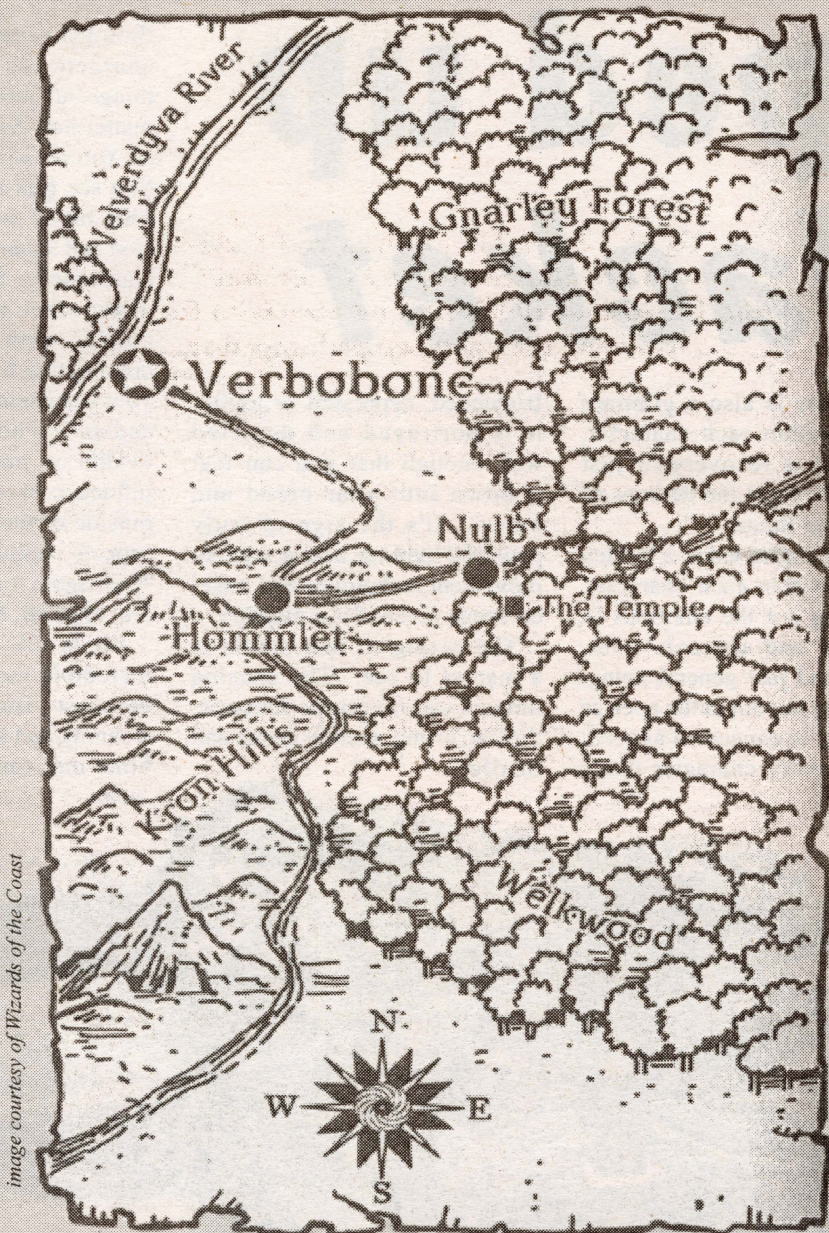 Velverdyva River
Gnarley Forest
Verbobonc
Nulb
The Temple
Hommlet
Kron Hills
Welkwood
N
W
E
S
image courtesy of Wizards of the Coast